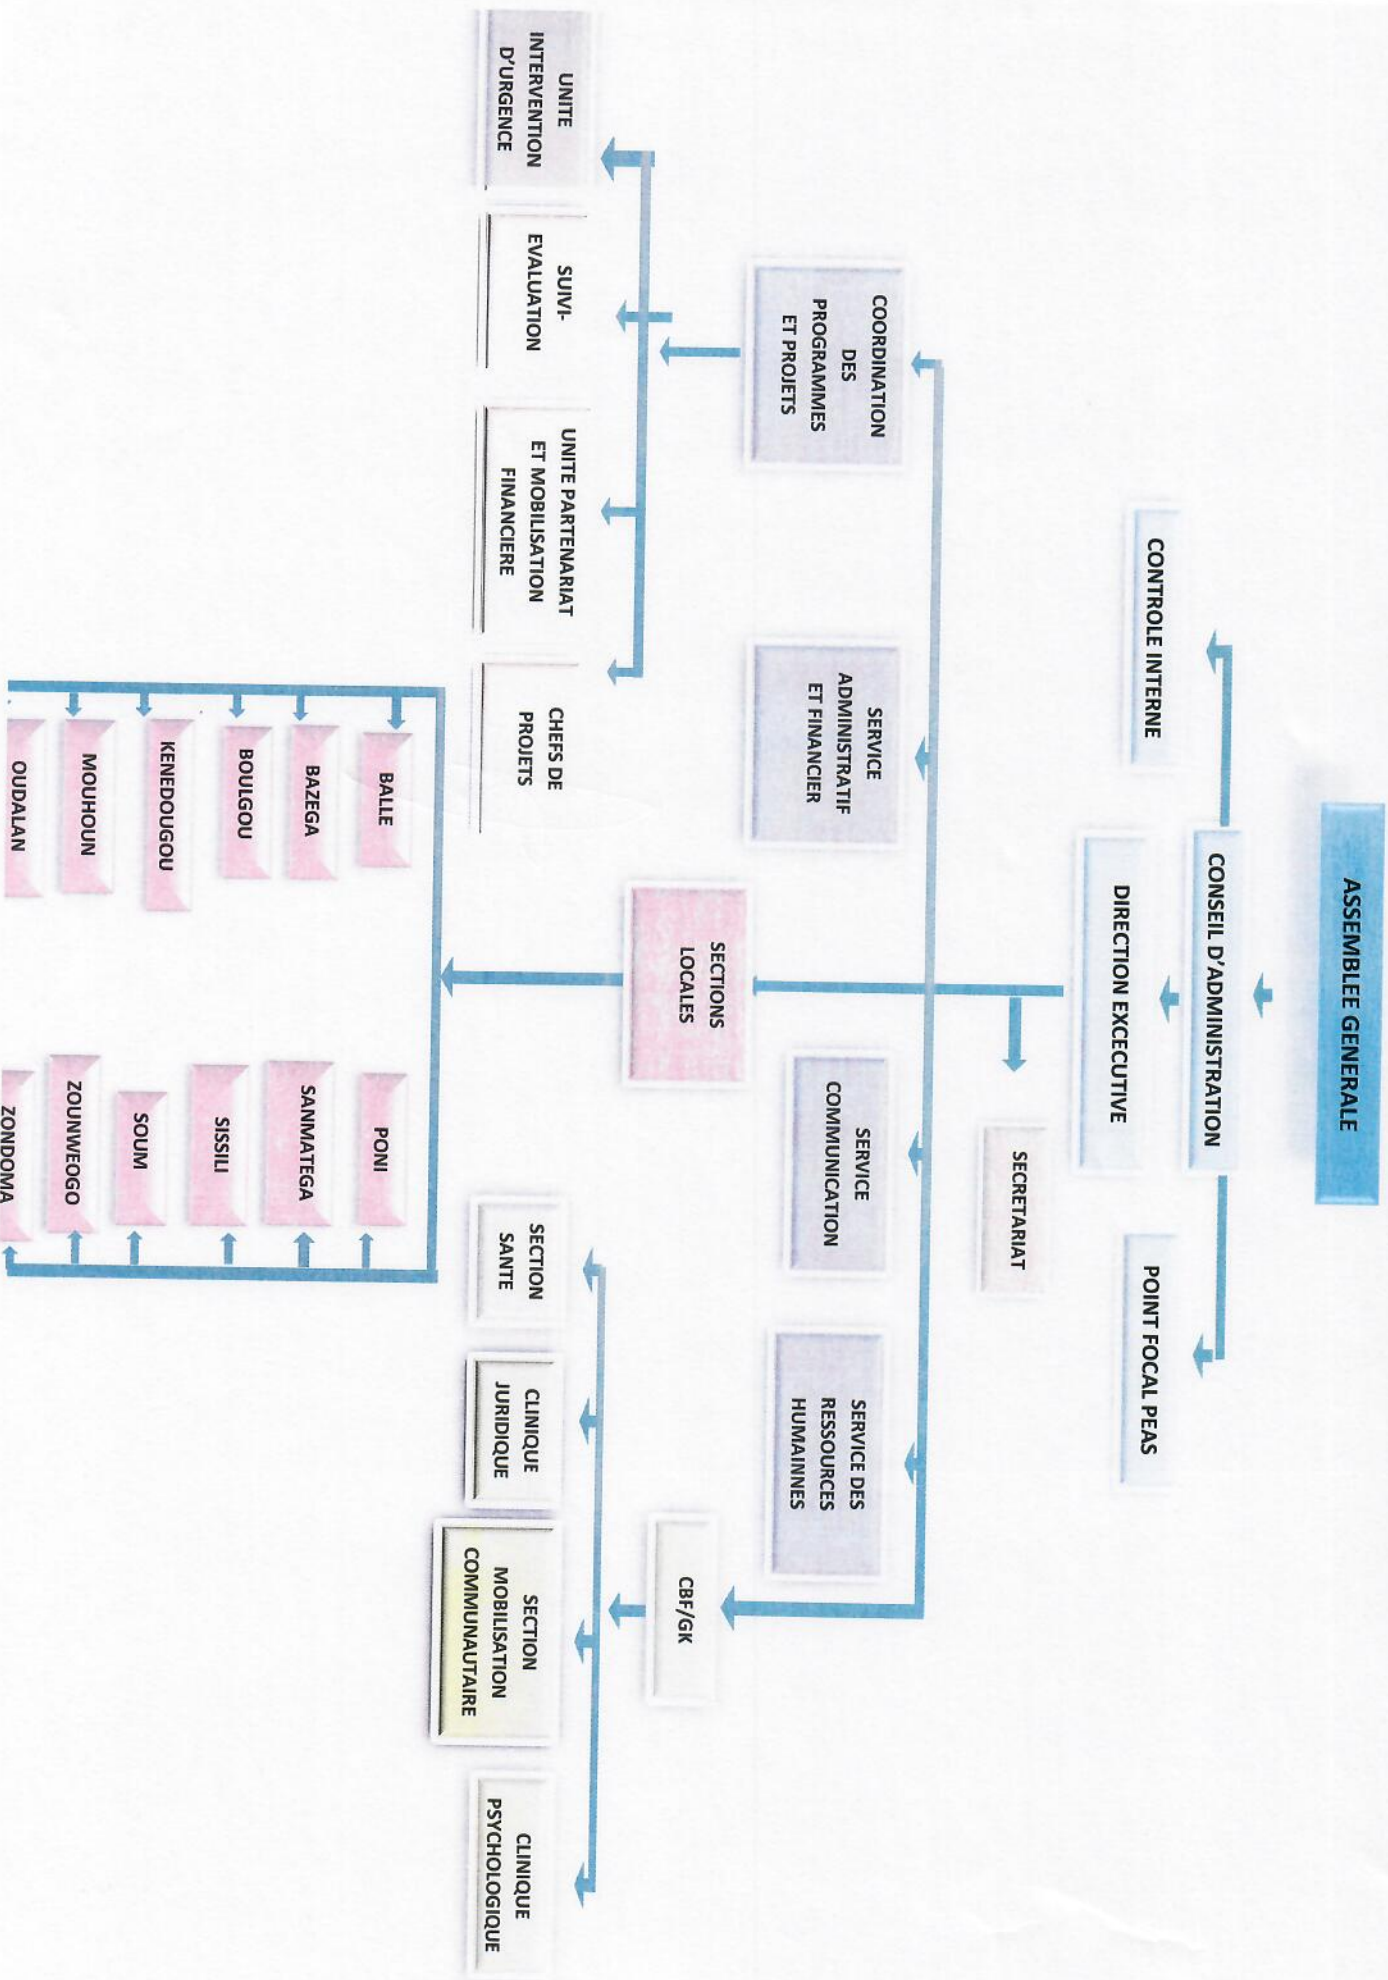 ASSEMBLEE GENERALE
CONSEIL D'ADMINISTRATION
CONTROLE INTERNE
POINT FOCAL PEAS
DIRECTION EXCECUTIVE
SECRETARIAT
COORDINATION
DES
PROGRAMMES
ET PROJETS
SERVICE
ADMINISTRATIF
ET FINANCIER
SERVICE
COMMUNICATION
SERVICE DES
RESSOURCES
HUMAINNES
SECTIONS
LOCALES
CBF/GK
UNITE
INTERVENTION
D'URGENCE
SUIVI-
EVALUATION
UNITE PARTENARIAT
ET MOBILISATION
FINANCIERE
CHEFS DE
PROJETS
SECTION
SANTE
CLINIQUE
JURIDIQUE
SECTION
MOBILISATION
COMMUNAUTAIRE
CLINIQUE
PSYCHOLOGIQUE
BALLE
BAZEGA
BOULGOU
KENEDOUGOU
MOUHOUN
OUDALAN
PONI
SANMATEGA
SISSILI
SOUM
ZOUNWEOGO
ZONDOMA